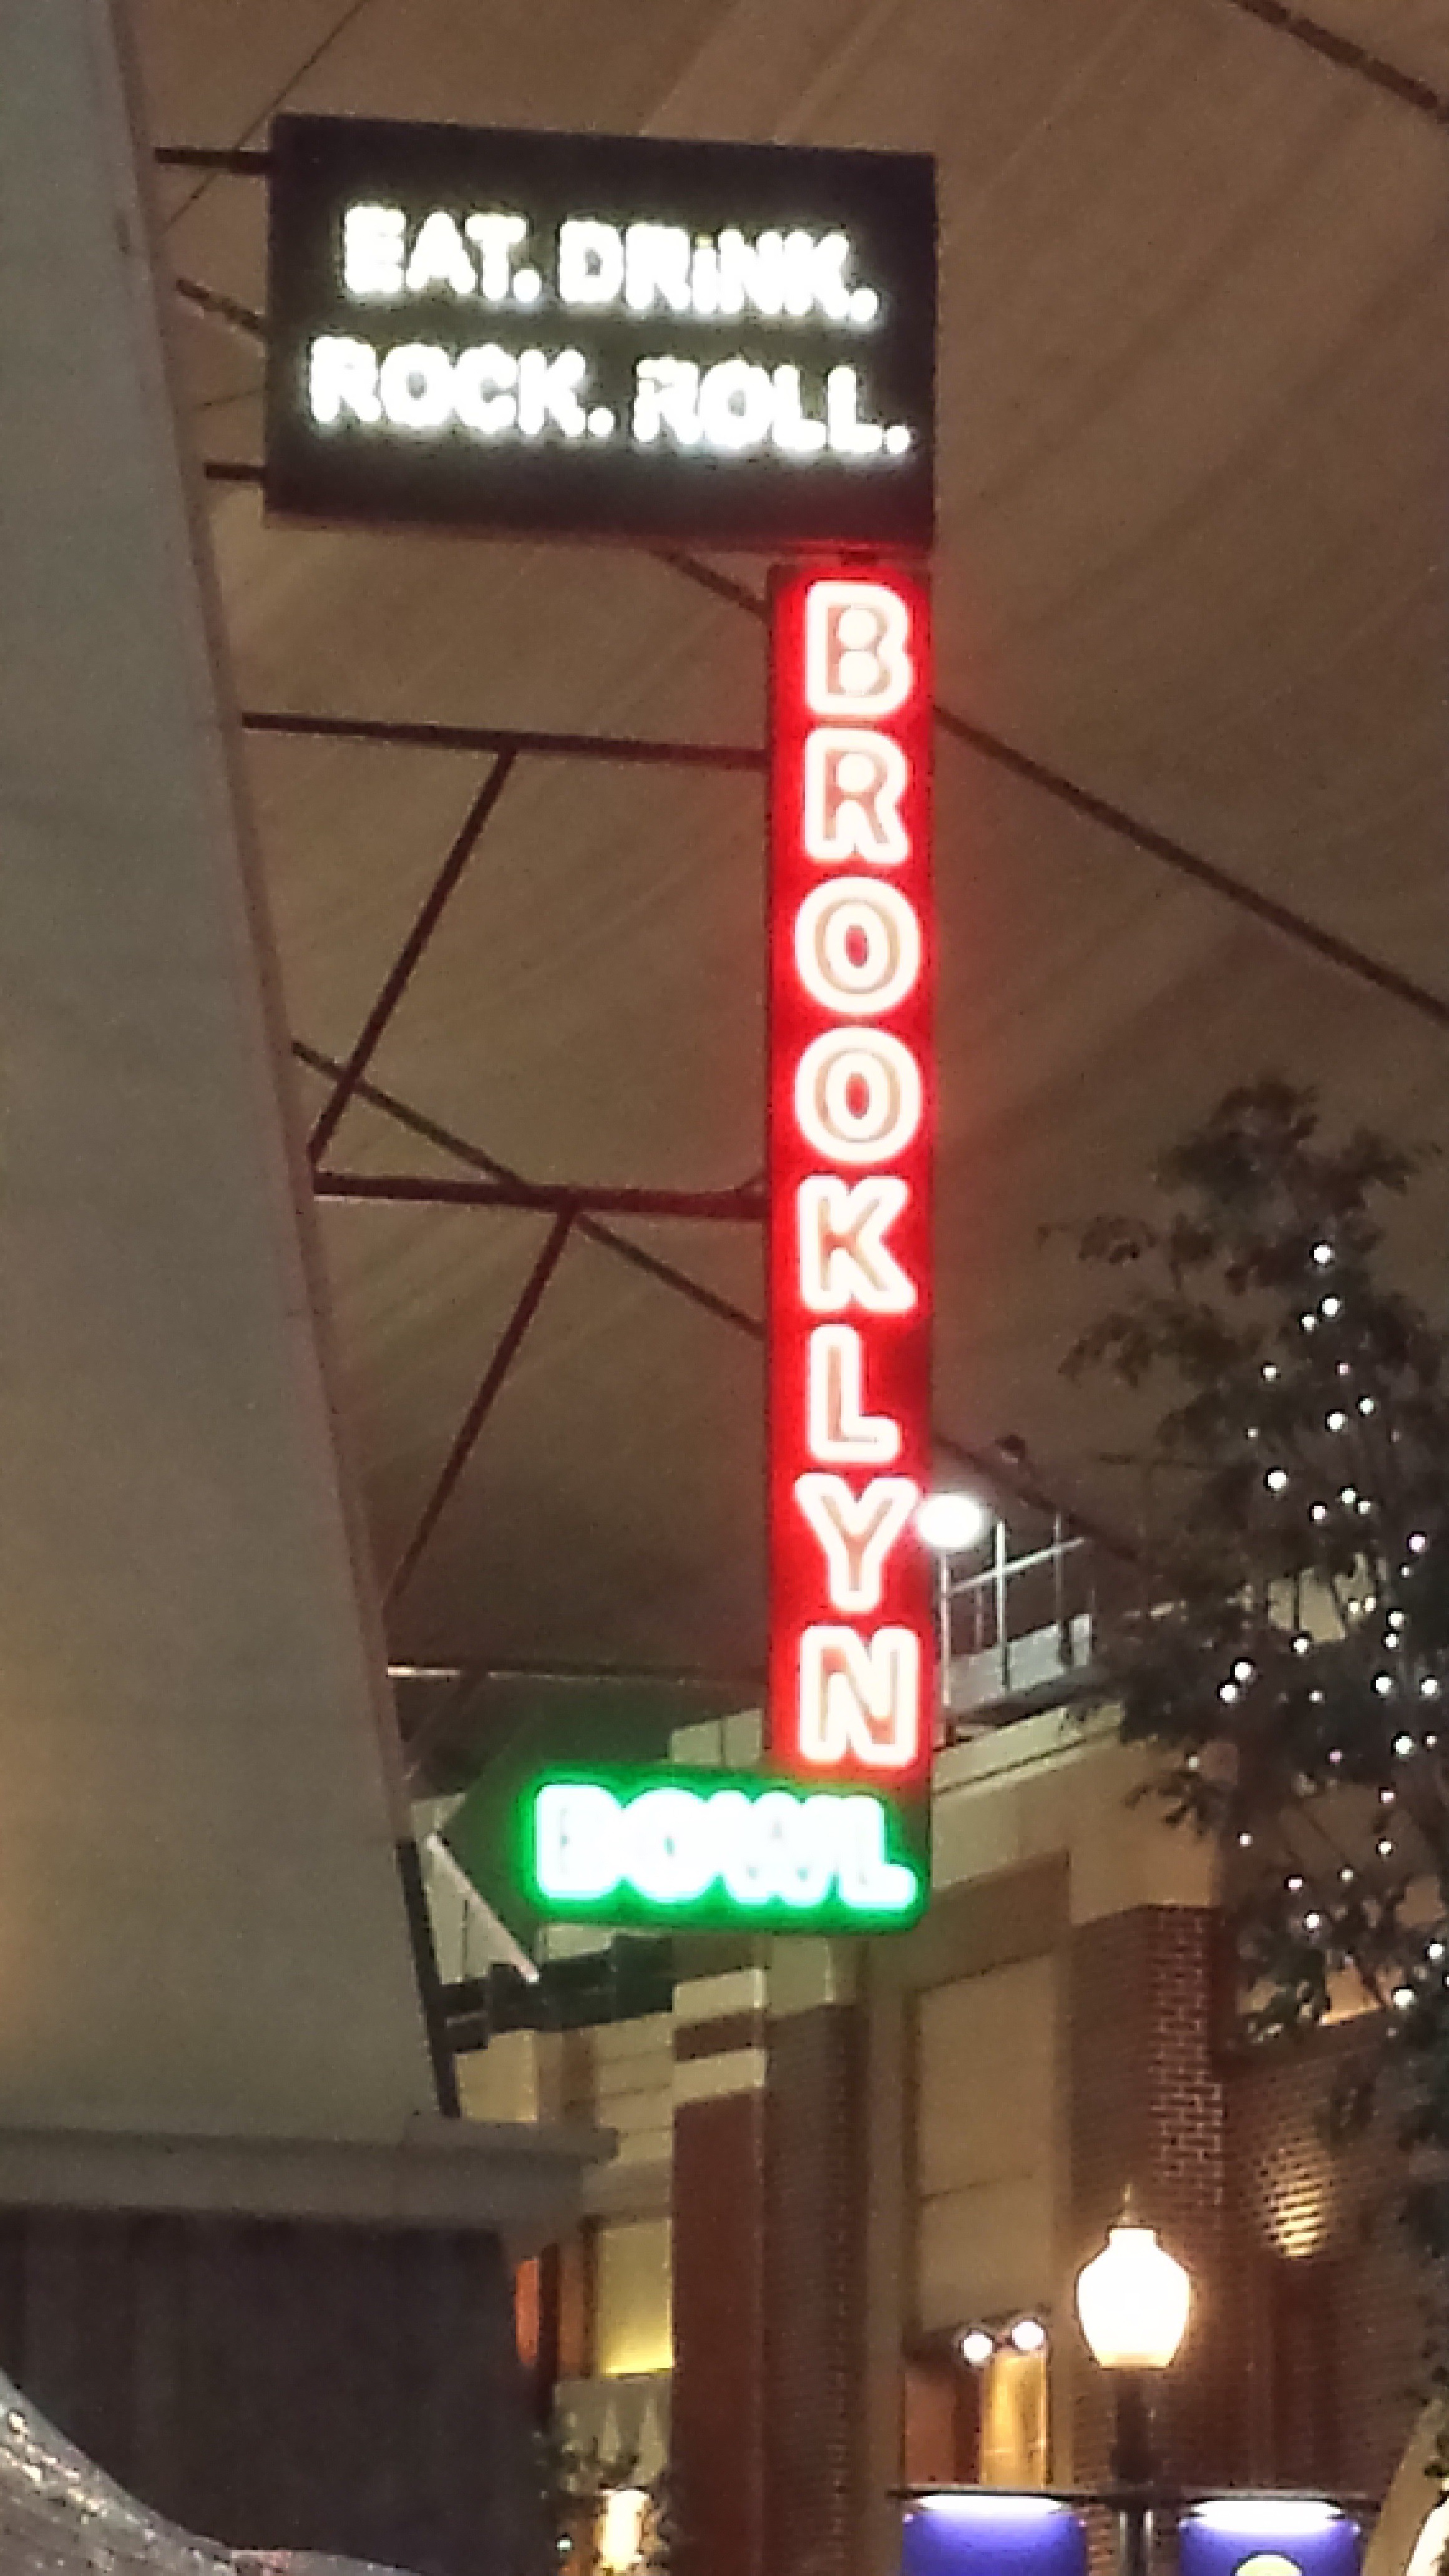 EAT. DRiNK.
ROCK. ROLL.
BROOKLYN
BOWL